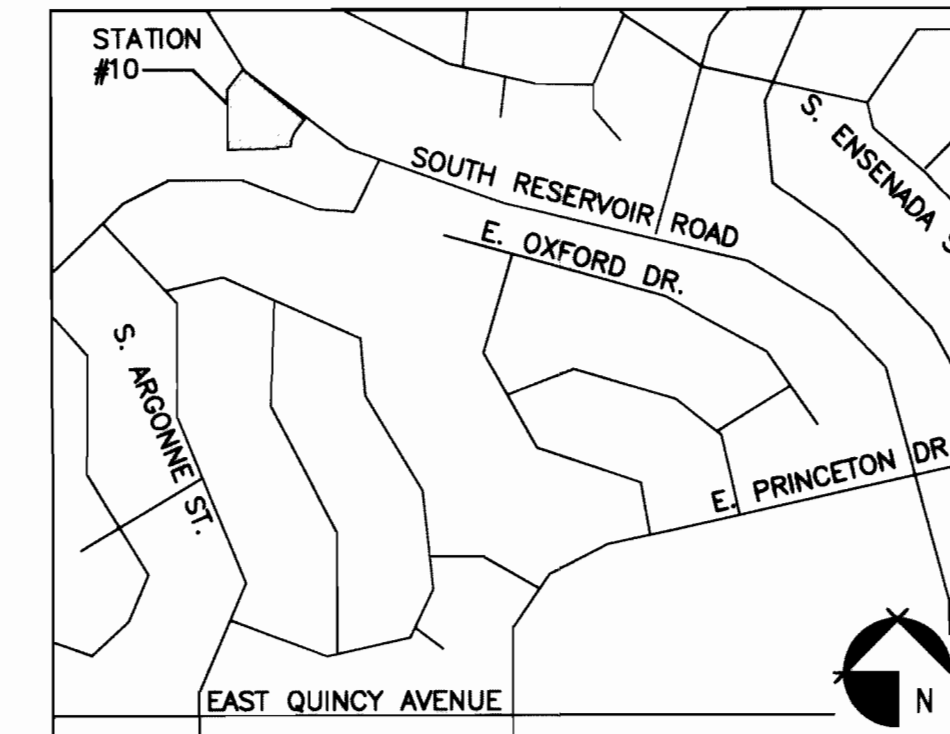 STATION
#10
SOUTH RESERVOIR ROAD
S. ENSENADA S
E. OXFORD DR.
S. ARGONNE ST.
E. PRINCETON DR
EAST QUINCY AVENUE
N